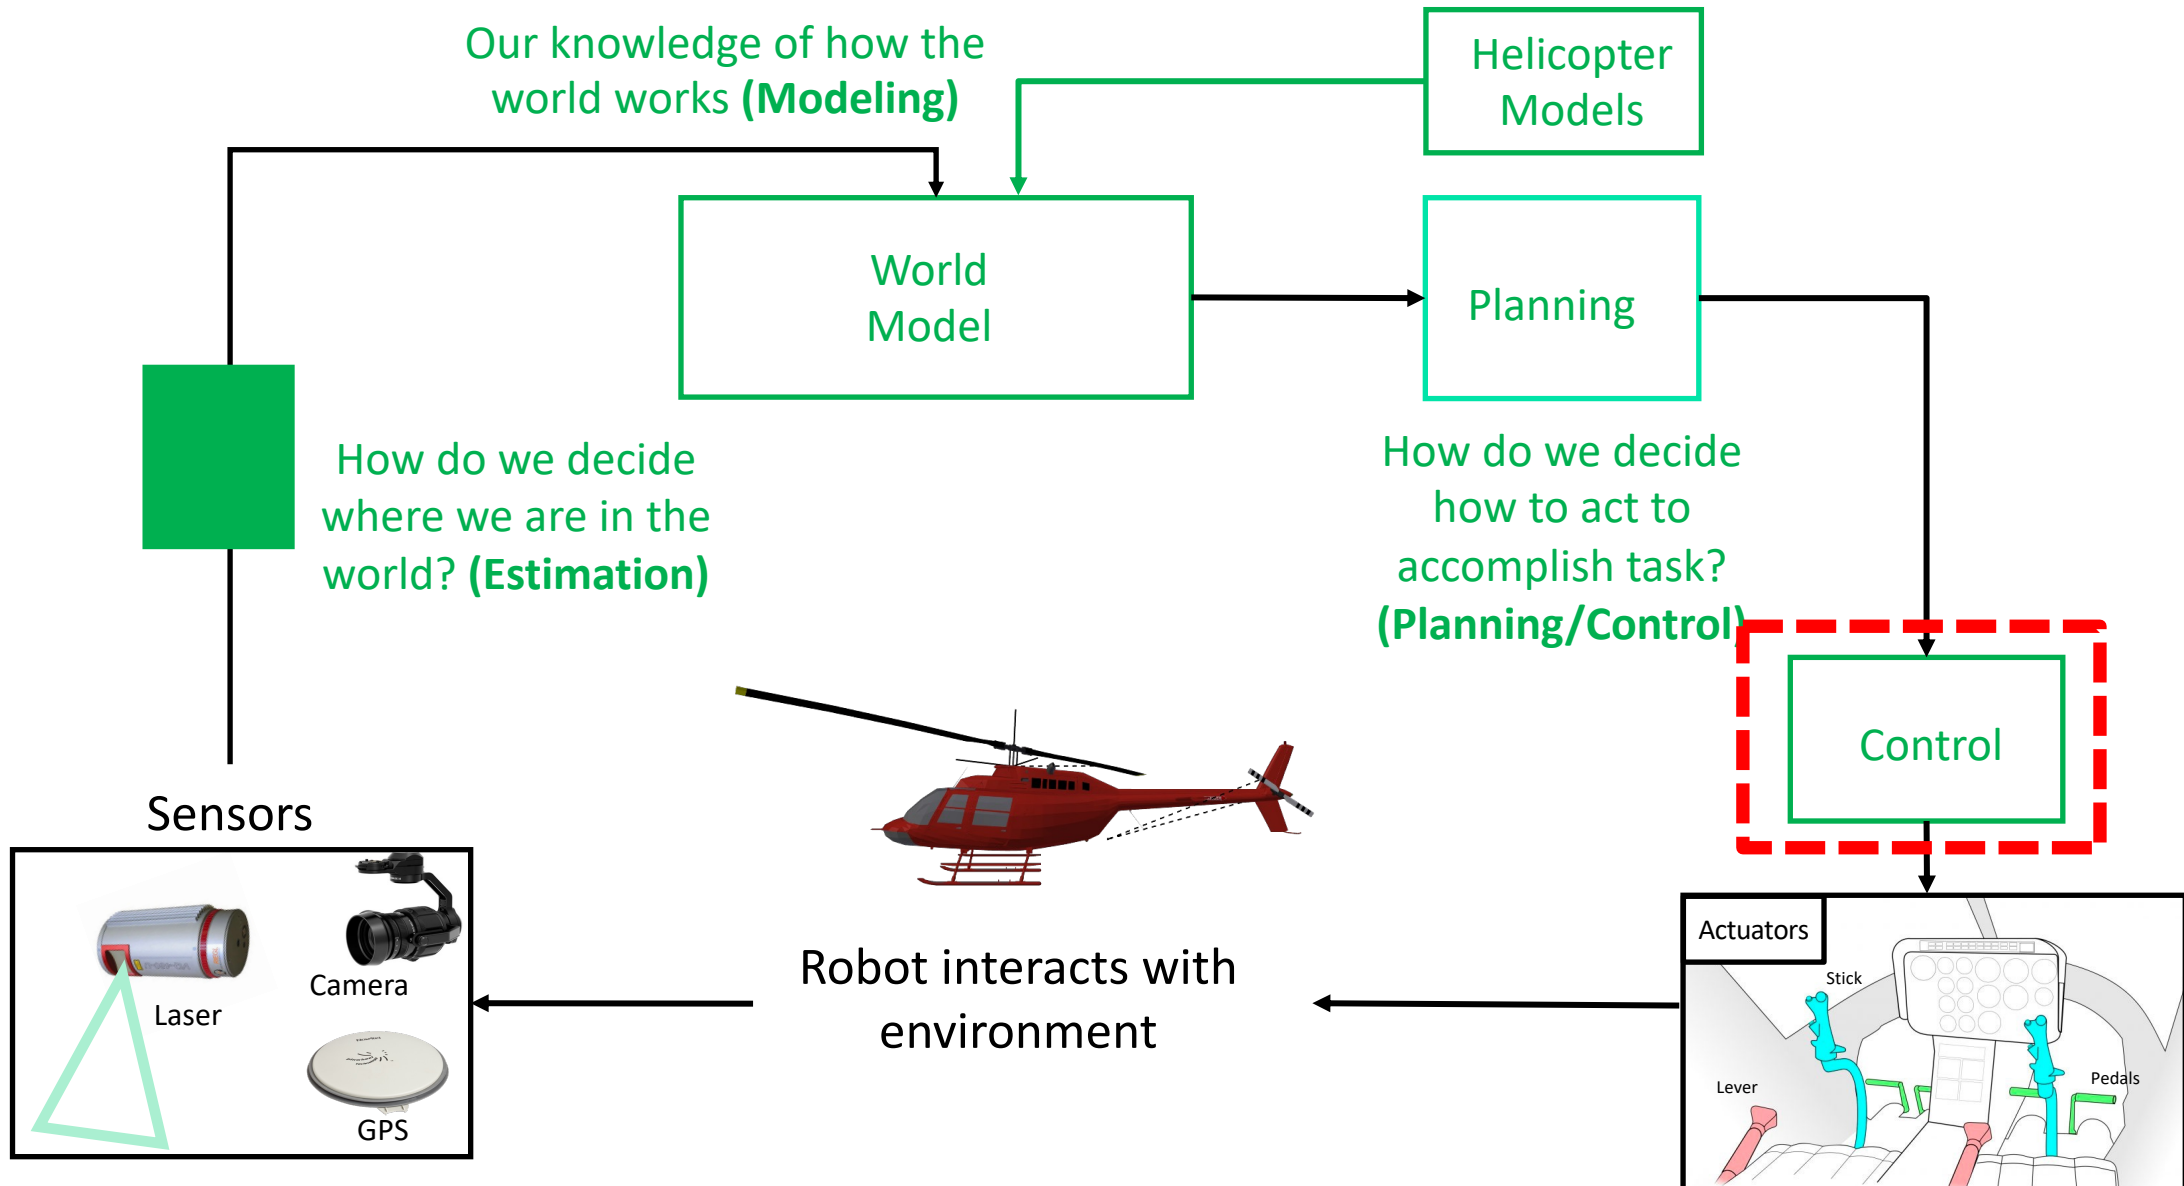 Our knowledge of how the
world works (Modeling)
Helicopter
Models
World
Model
Planning
How do we decide
where we are in the
world? (Estimation)
How do we decide
how to act to
accomplish task?
(Planning/Control)
Control
Sensors
Camera
Laser
GPS
Robot interacts with
environment
Actuators
Stick
Lever
Pedals